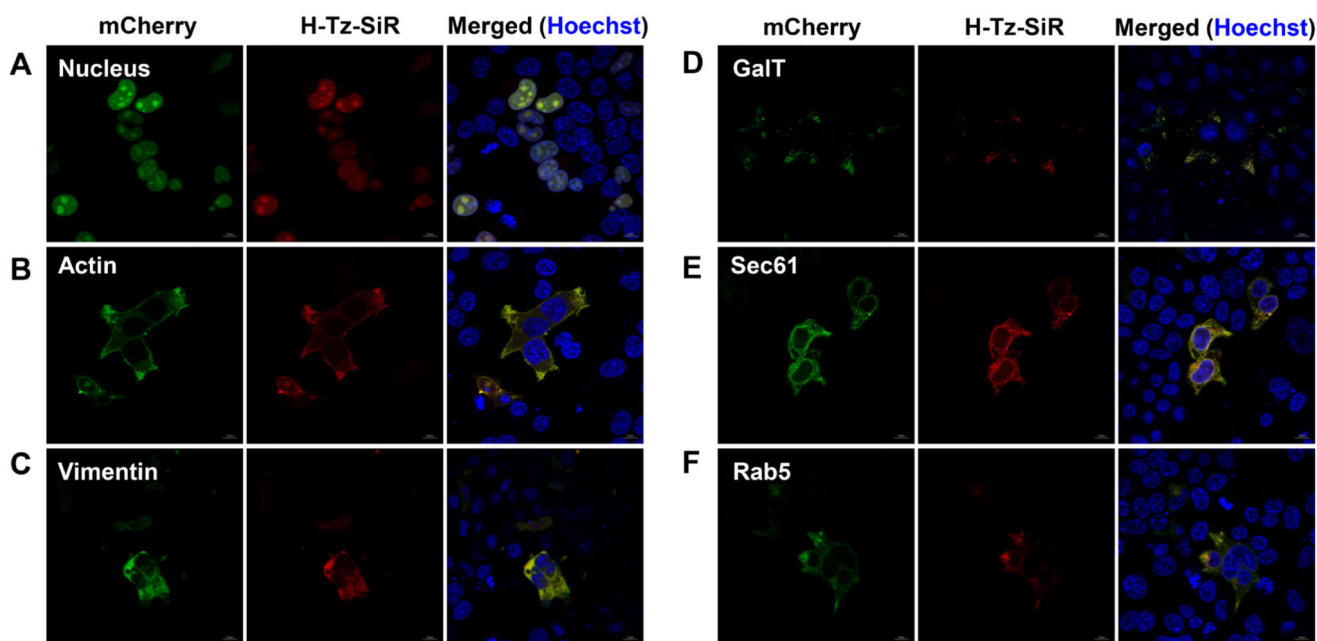 mCherry H-Tz-SiR Merged (Hoechst) mCherry H-Tz-SiR Merged (Hoechst)
A Nucleus D GalT
B Actin E Sec61
C Vimentin F Rab5